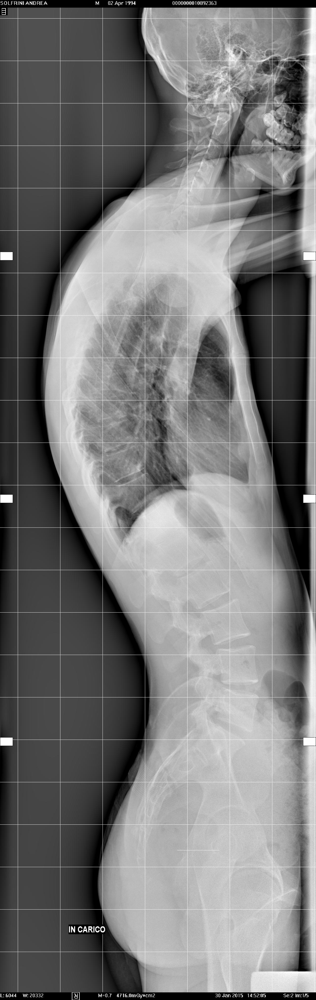 SOLFRINI ANDREA M 02 Apr 1994 0000000010892363
IN CARICO
L: 6044 W: 20332 R M=0.7 4716.0mGy*cm2 30 Jan 2015 14:52:05 Se:2 Im:1/5